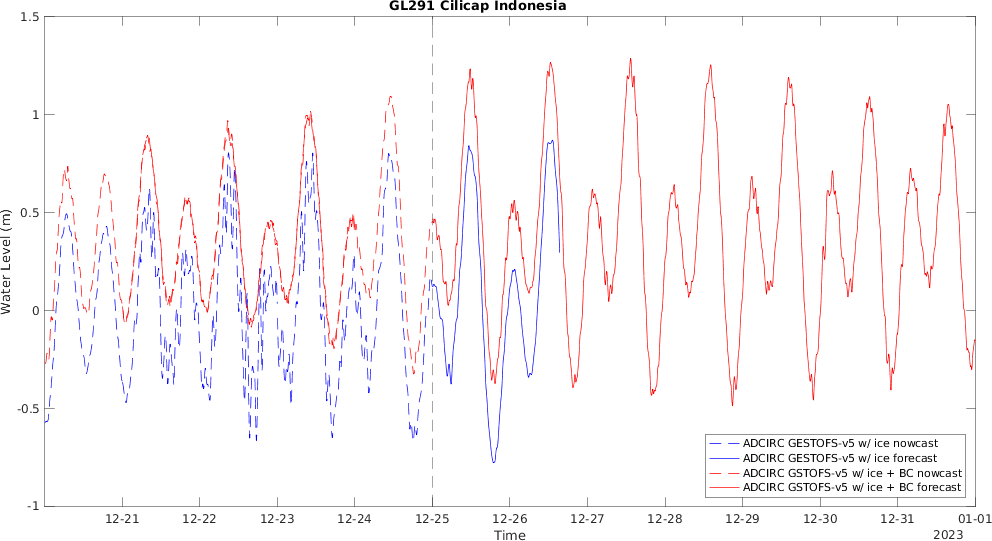 GL291 Cilicap Indonesia
1.5
1
0.5
0
-0.5
-1
Water Level (m)
12-21 12-22 12-23 12-24 12-25 12-26 12-27 12-28 12-29 12-30 12-31 01-01
Time
2023
ADCIRC GESTOFS-v5 w/ ice nowcast
ADCIRC GESTOFS-v5 w/ ice forecast
ADCIRC GSTOFS-v5 w/ ice + BC nowcast
ADCIRC GSTOFS-v5 w/ ice + BC forecast